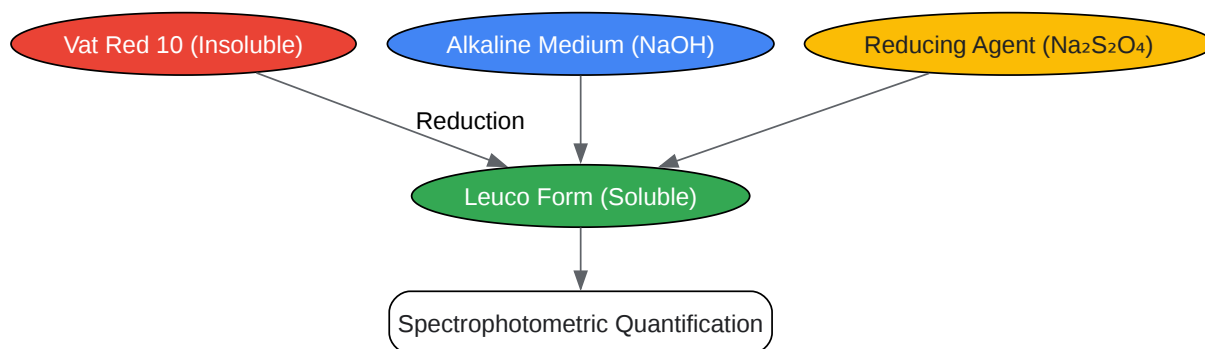 Vat Red 10 (Insoluble)
Alkaline Medium (NaOH)
Reducing Agent (Na₂S₂O₄)
Reduction
Leuco Form (Soluble)
Spectrophotometric Quantification